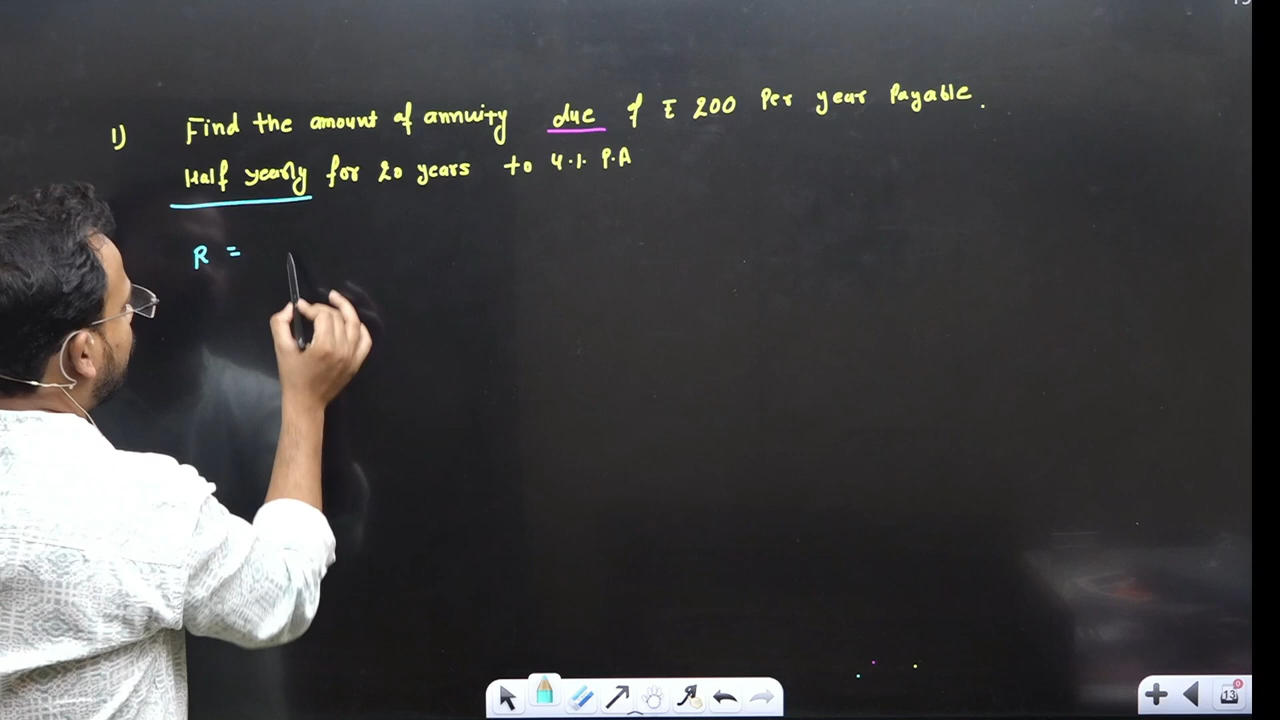 1) Find the amount of annuity due of ₹ 200 Per year Payable.
Half yearly for 20 years to 4.1. P.A
R =
13